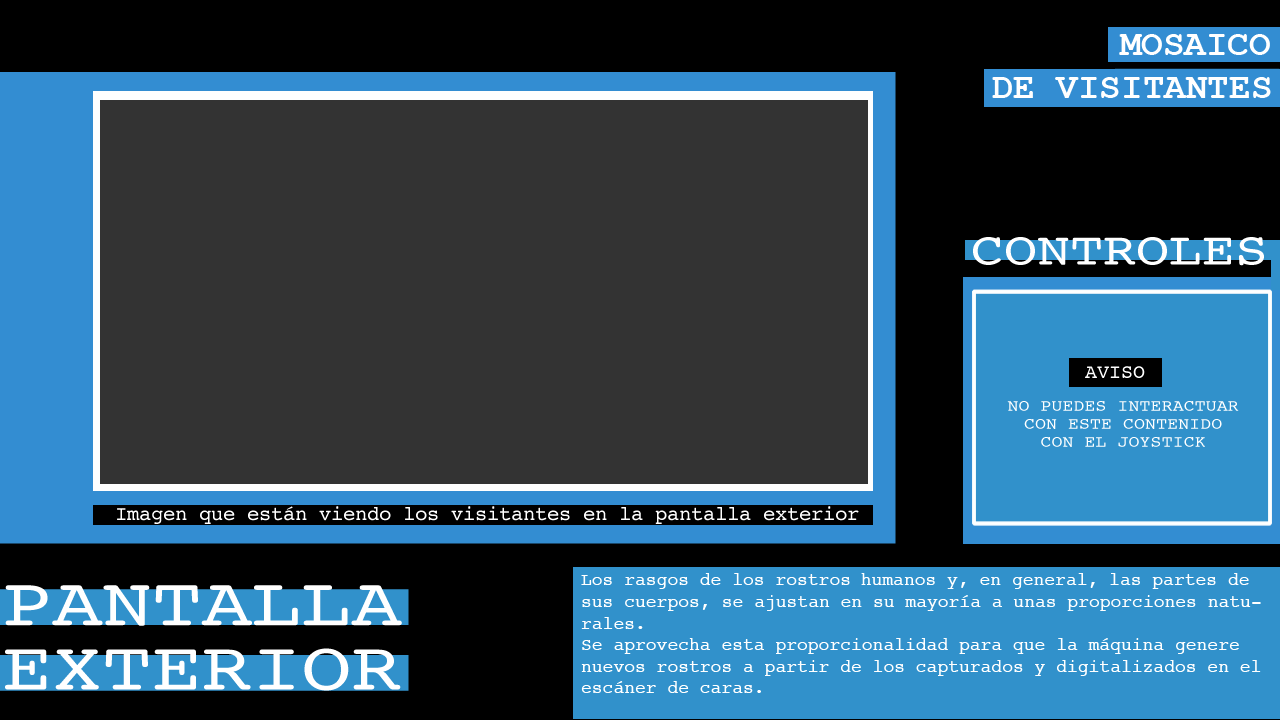 MOSAICO
DE VISITANTES
CONTROLES
AVISO
NO PUEDES INTERACTUAR
CON ESTE CONTENIDO
CON EL JOYSTICK
Imagen que están viendo los visitantes en la pantalla exterior
PANTALLA
EXTERIOR
Los rasgos de los rostros humanos y, en general, las partes de
sus cuerpos, se ajustan en su mayoría a unas proporciones natu-
rales.
Se aprovecha esta proporcionalidad para que la máquina genere
nuevos rostros a partir de los capturados y digitalizados en el
escáner de caras.